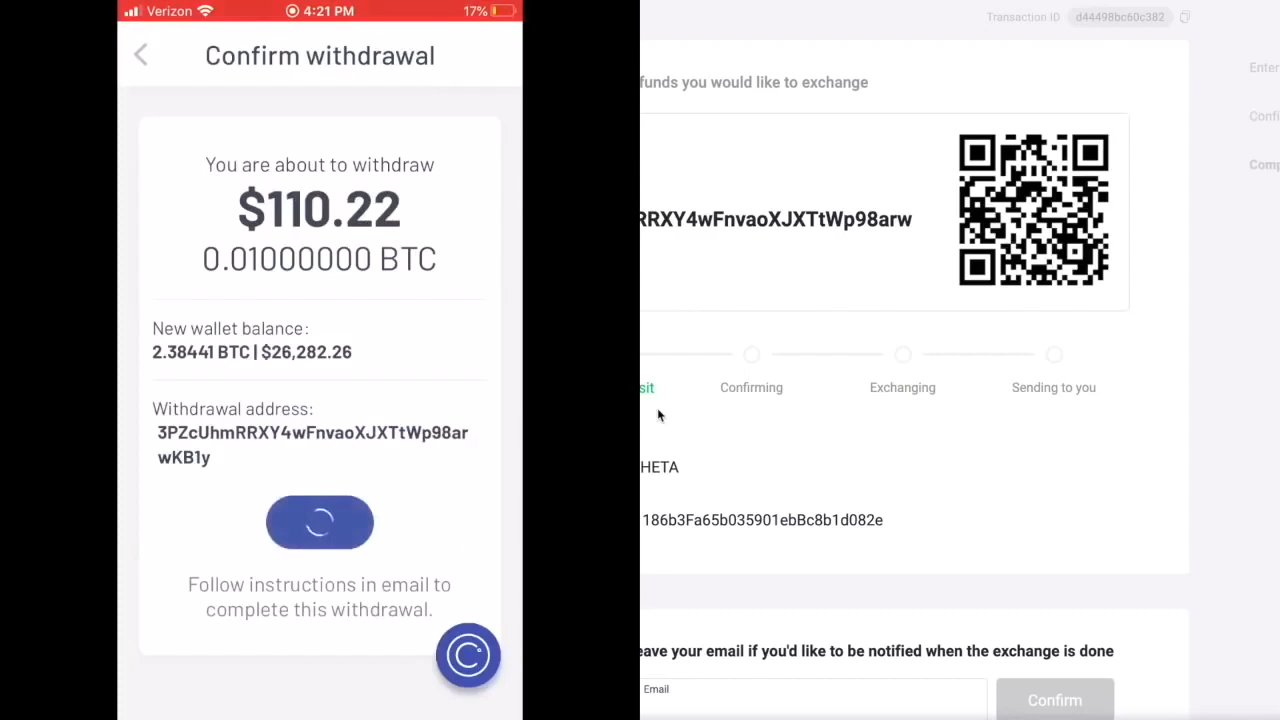 Verizon
4:21 PM
17%
Confirm withdrawal
You are about to withdraw
$110.22
0.01000000 BTC
New wallet balance:
2.38441 BTC | $26,282.26
Withdrawal address:
3PZcUhmRRXY4wFnvaoXJXTtWp98ar
wKB1y
Follow instructions in email to
complete this withdrawal.
Transaction ID d44498bc60c382
funds you would like to exchange
RRXY4wFnvaoXJXTtWp98arw
sit
Confirming
Exchanging
Sending to you
HETA
186b3Fa65b035901ebBc8b1d082e
eave your email if you'd like to be notified when the exchange is done
Email
Confirm
Enter
Confi
Comp